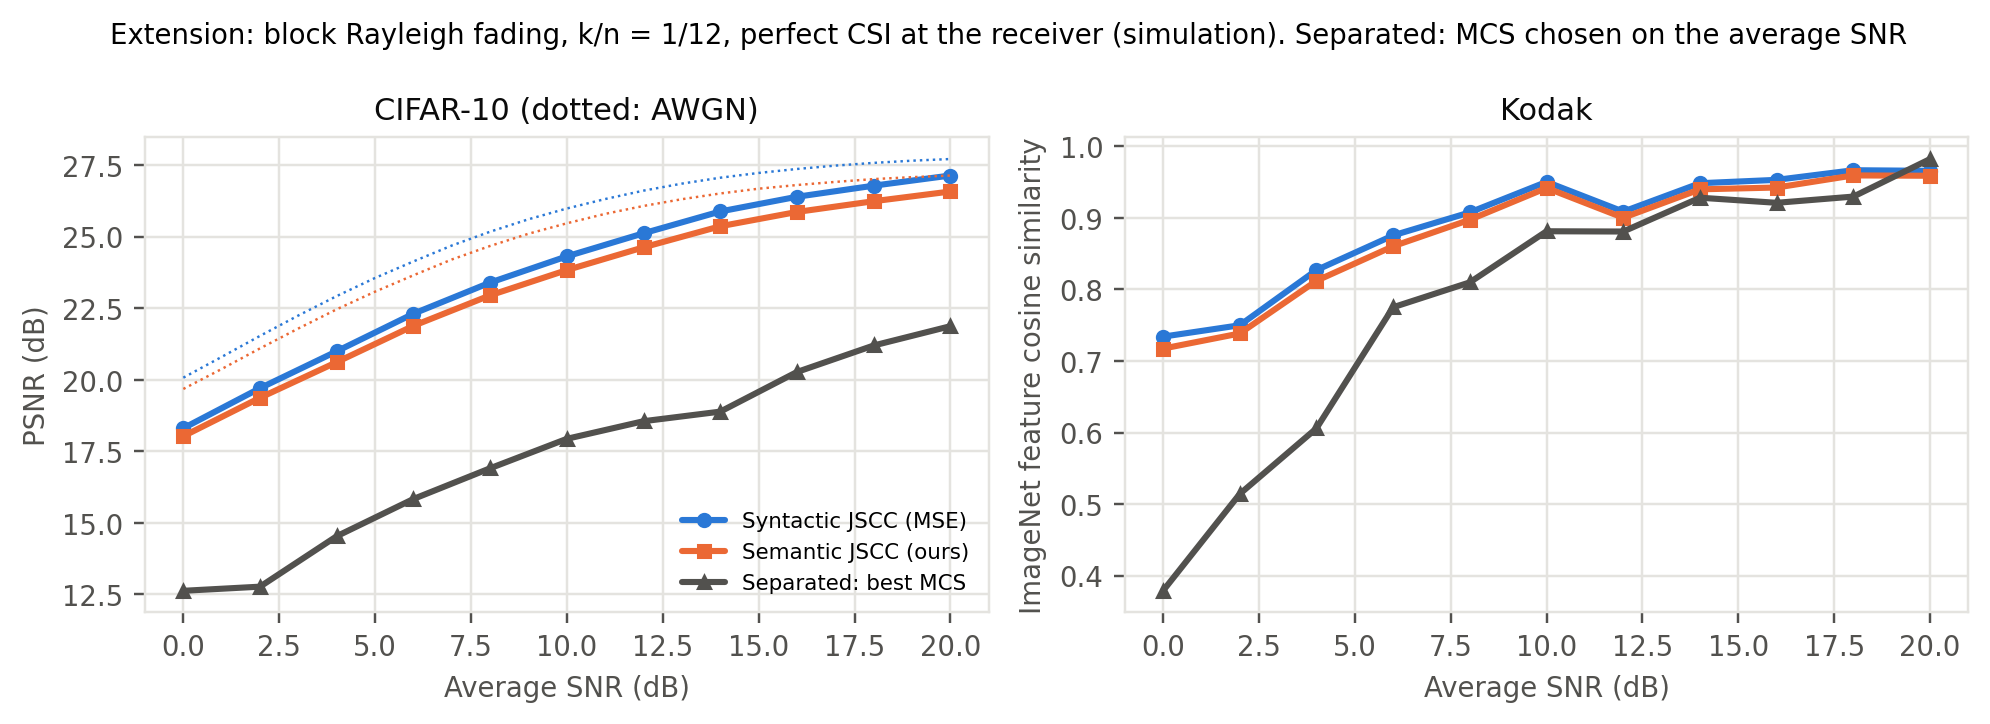 Extension: block Rayleigh fading, k/n = 1/12, perfect CSI at the receiver (simulation). Separated: MCS chosen on the average SNR
CIFAR-10 (dotted: AWGN)
PSNR (dB)
27.5
25.0
22.5
20.0
17.5
15.0
12.5
Syntactic JSCC (MSE)
Semantic JSCC (ours)
Separated: best MCS
0.0 2.5 5.0 7.5 10.0 12.5 15.0 17.5 20.0
Average SNR (dB)
Kodak
ImageNet feature cosine similarity
1.0
0.9
0.8
0.7
0.6
0.5
0.4
0.0 2.5 5.0 7.5 10.0 12.5 15.0 17.5 20.0
Average SNR (dB)